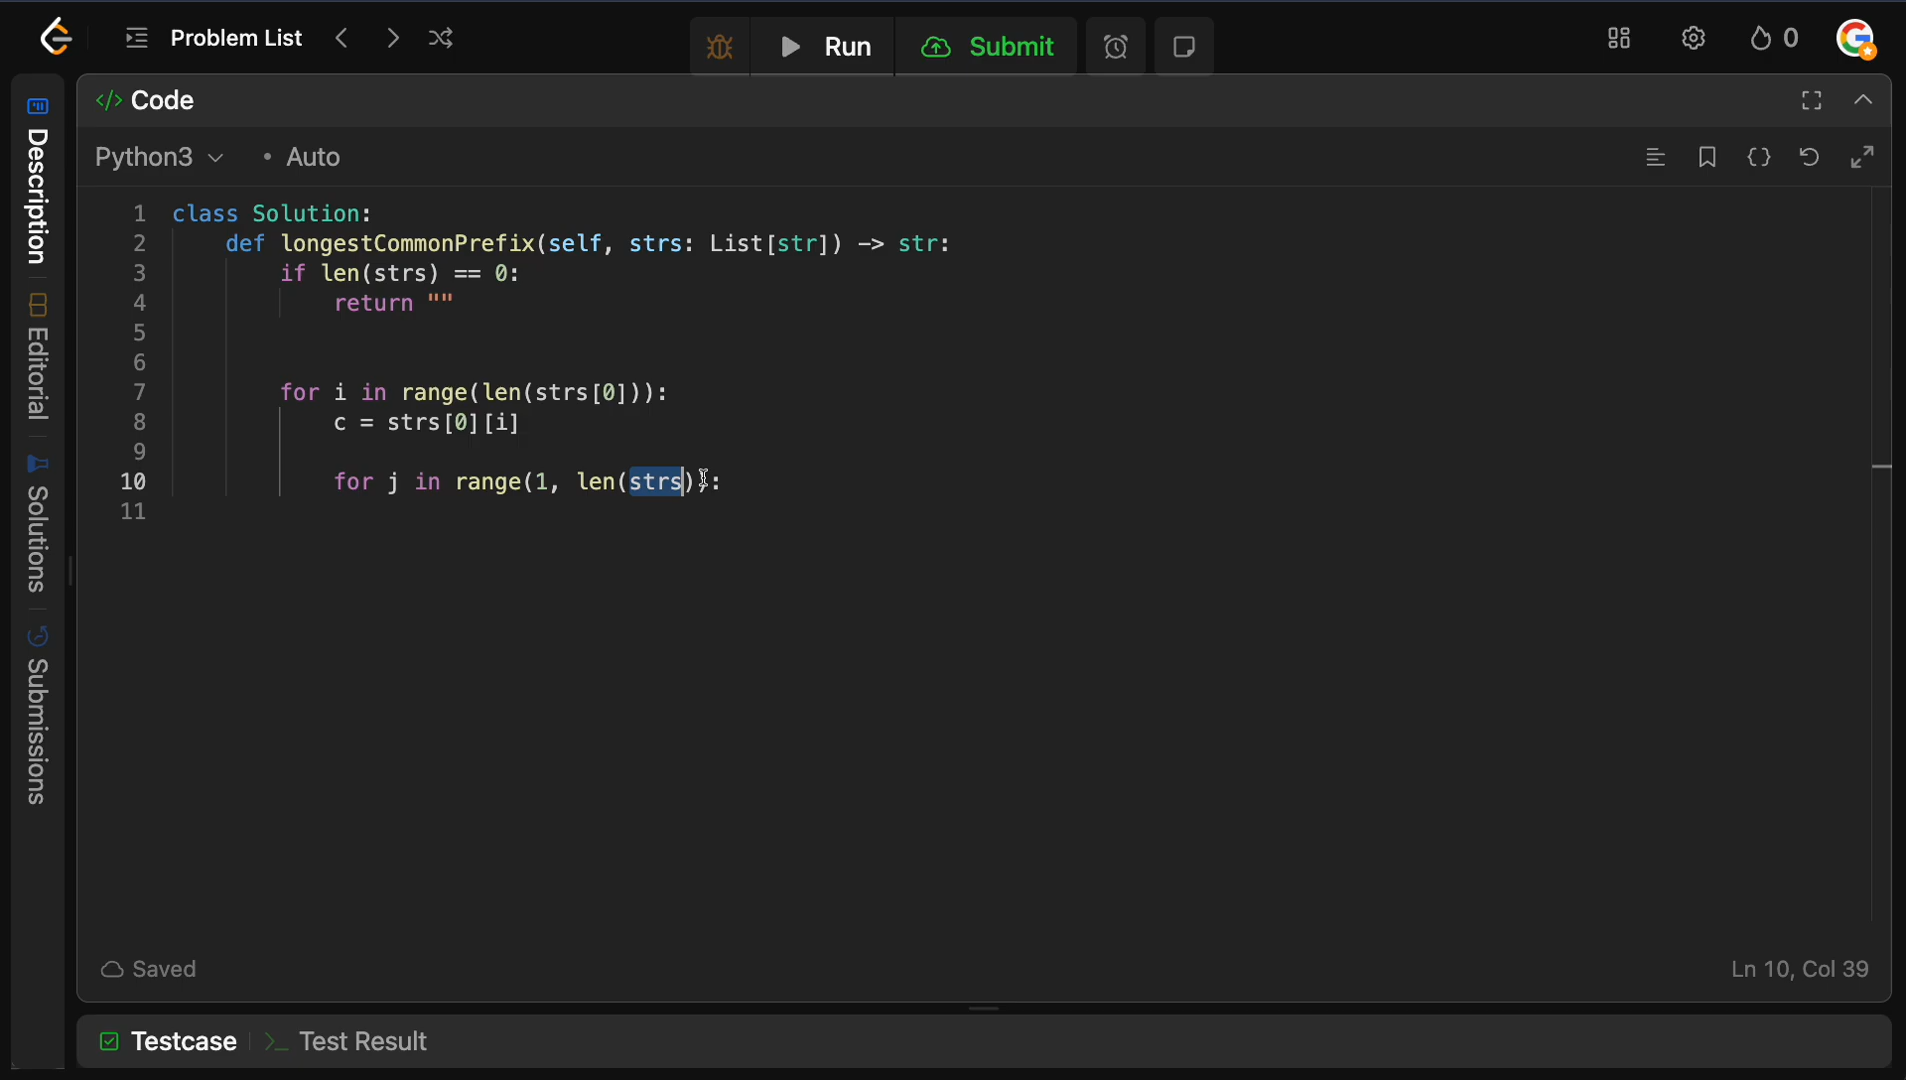 Problem List
Run
Submit
0
Description
Editorial
Solutions
Submissions
</> Code
Python3 • Auto
1 class Solution:
2 def longestCommonPrefix(self, strs: List[str]) -> str:
3 if len(strs) == 0:
4 return ""
5
6
7 for i in range(len(strs[0])):
8 c = strs[0][i]
9
10 for j in range(1, len(strs)):
11
Saved
Ln 10, Col 39
Testcase
>_ Test Result